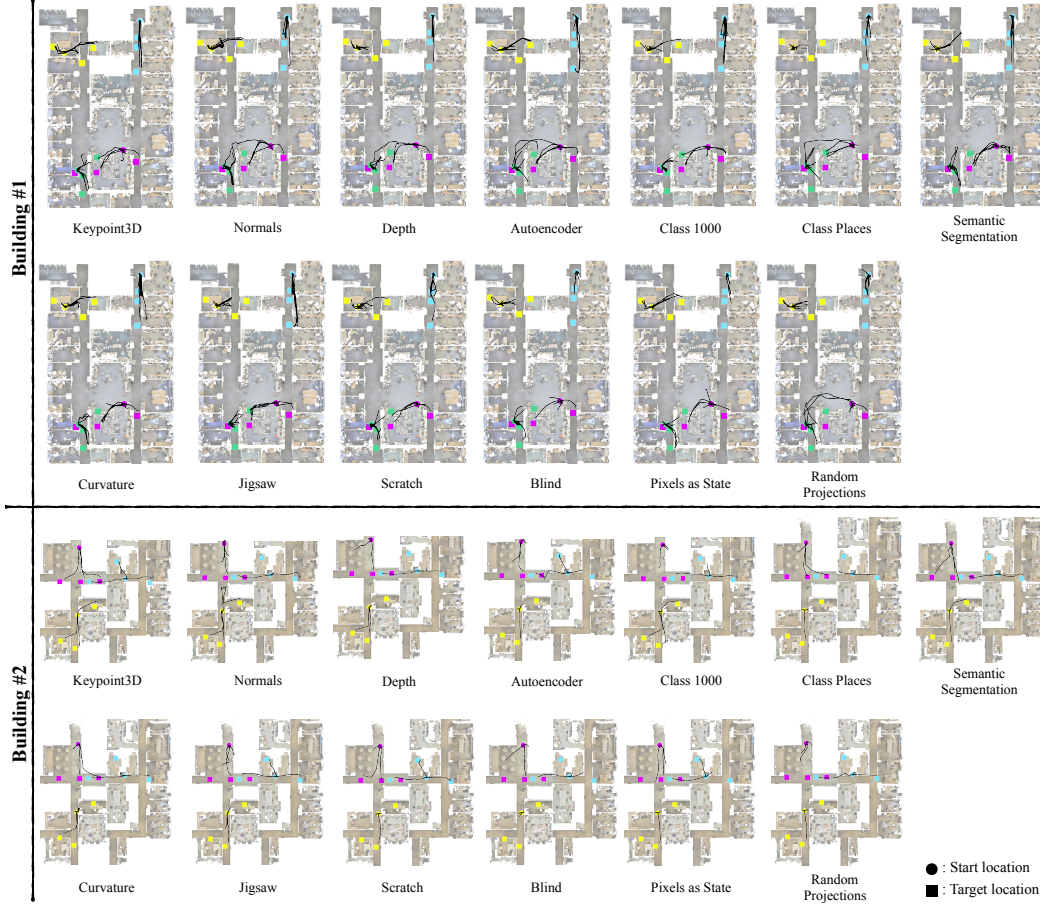 Building #1
Keypoint3D
Normals
Depth
Autoencoder
Class 1000
Class Places
Semantic
Segmentation
Curvature
Jigsaw
Scratch
Blind
Pixels as State
Random
Projections
Building #2
Keypoint3D
Normals
Depth
Autoencoder
Class 1000
Class Places
Semantic
Segmentation
Curvature
Jigsaw
Scratch
Blind
Pixels as State
Random
Projections
: Start location
: Target location